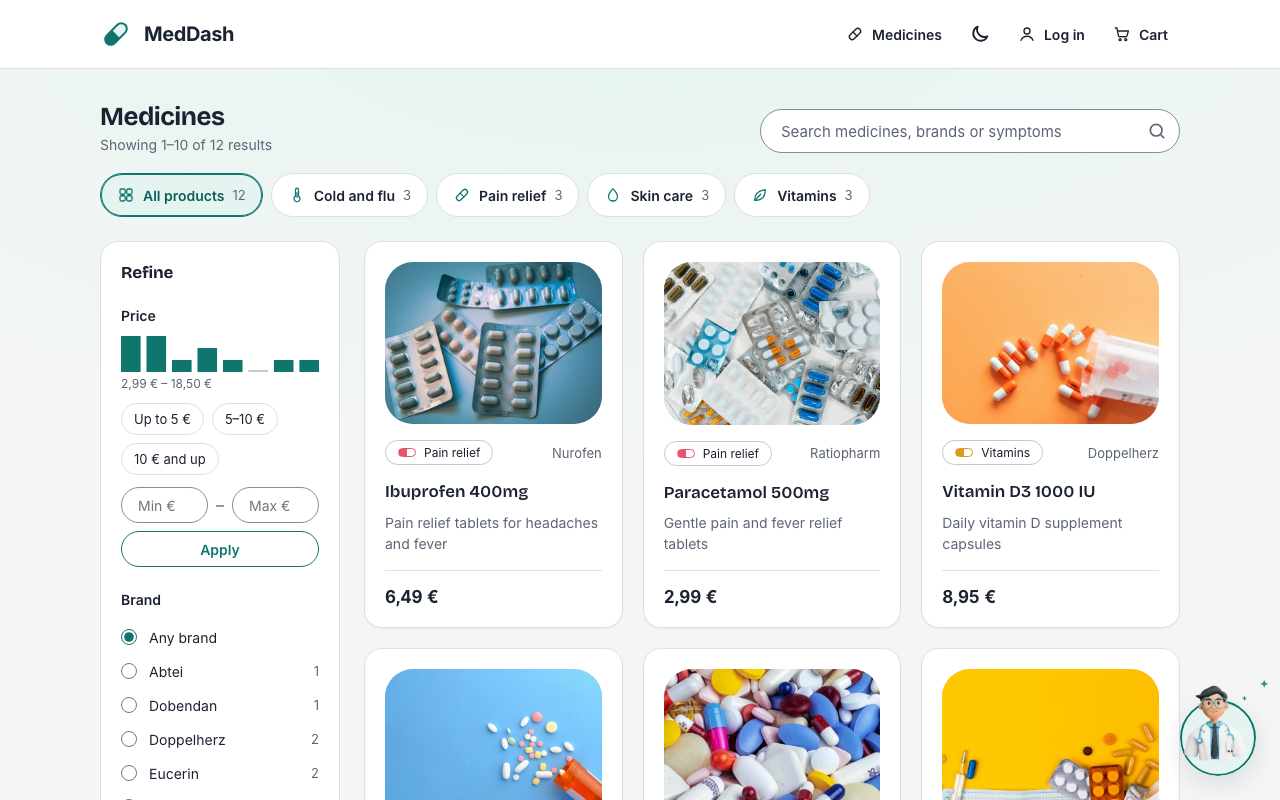 MedDash
Medicines
Log in
Cart
Medicines
Showing 1–10 of 12 results
Search medicines, brands or symptoms
All products 12
Cold and flu 3
Pain relief 3
Skin care 3
Vitamins 3
Refine
Price
2,99 € – 18,50 €
Up to 5 €
5–10 €
10 € and up
Min € – Max €
Apply
Brand
Any brand
Abtei 1
Dobendan 1
Doppelherz 2
Eucerin 2
Pain relief Nurofen
Ibuprofen 400mg
Pain relief tablets for headaches
and fever
6,49 €
Pain relief Ratiopharm
Paracetamol 500mg
Gentle pain and fever relief
tablets
2,99 €
Vitamins Doppelherz
Vitamin D3 1000 IU
Daily vitamin D supplement
capsules
8,95 €